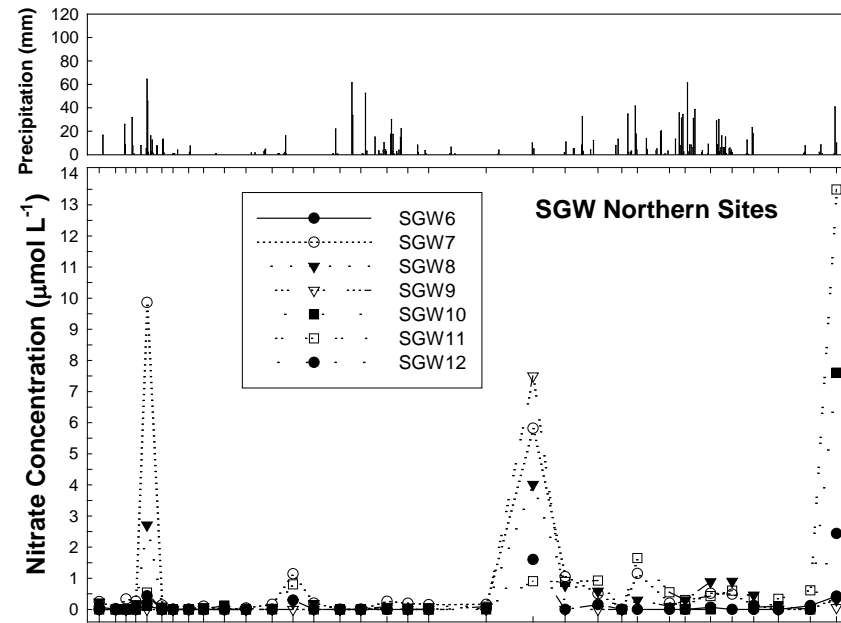 120
100
80
60
40
20
0
Precipitation (mm)
14
13
12
11
10
9
8
7
6
5
4
3
2
1
0
Nitrate Concentration (μmol L-1)
SGW Northern Sites
SGW6
SGW7
SGW8
SGW9
SGW10
SGW11
SGW12